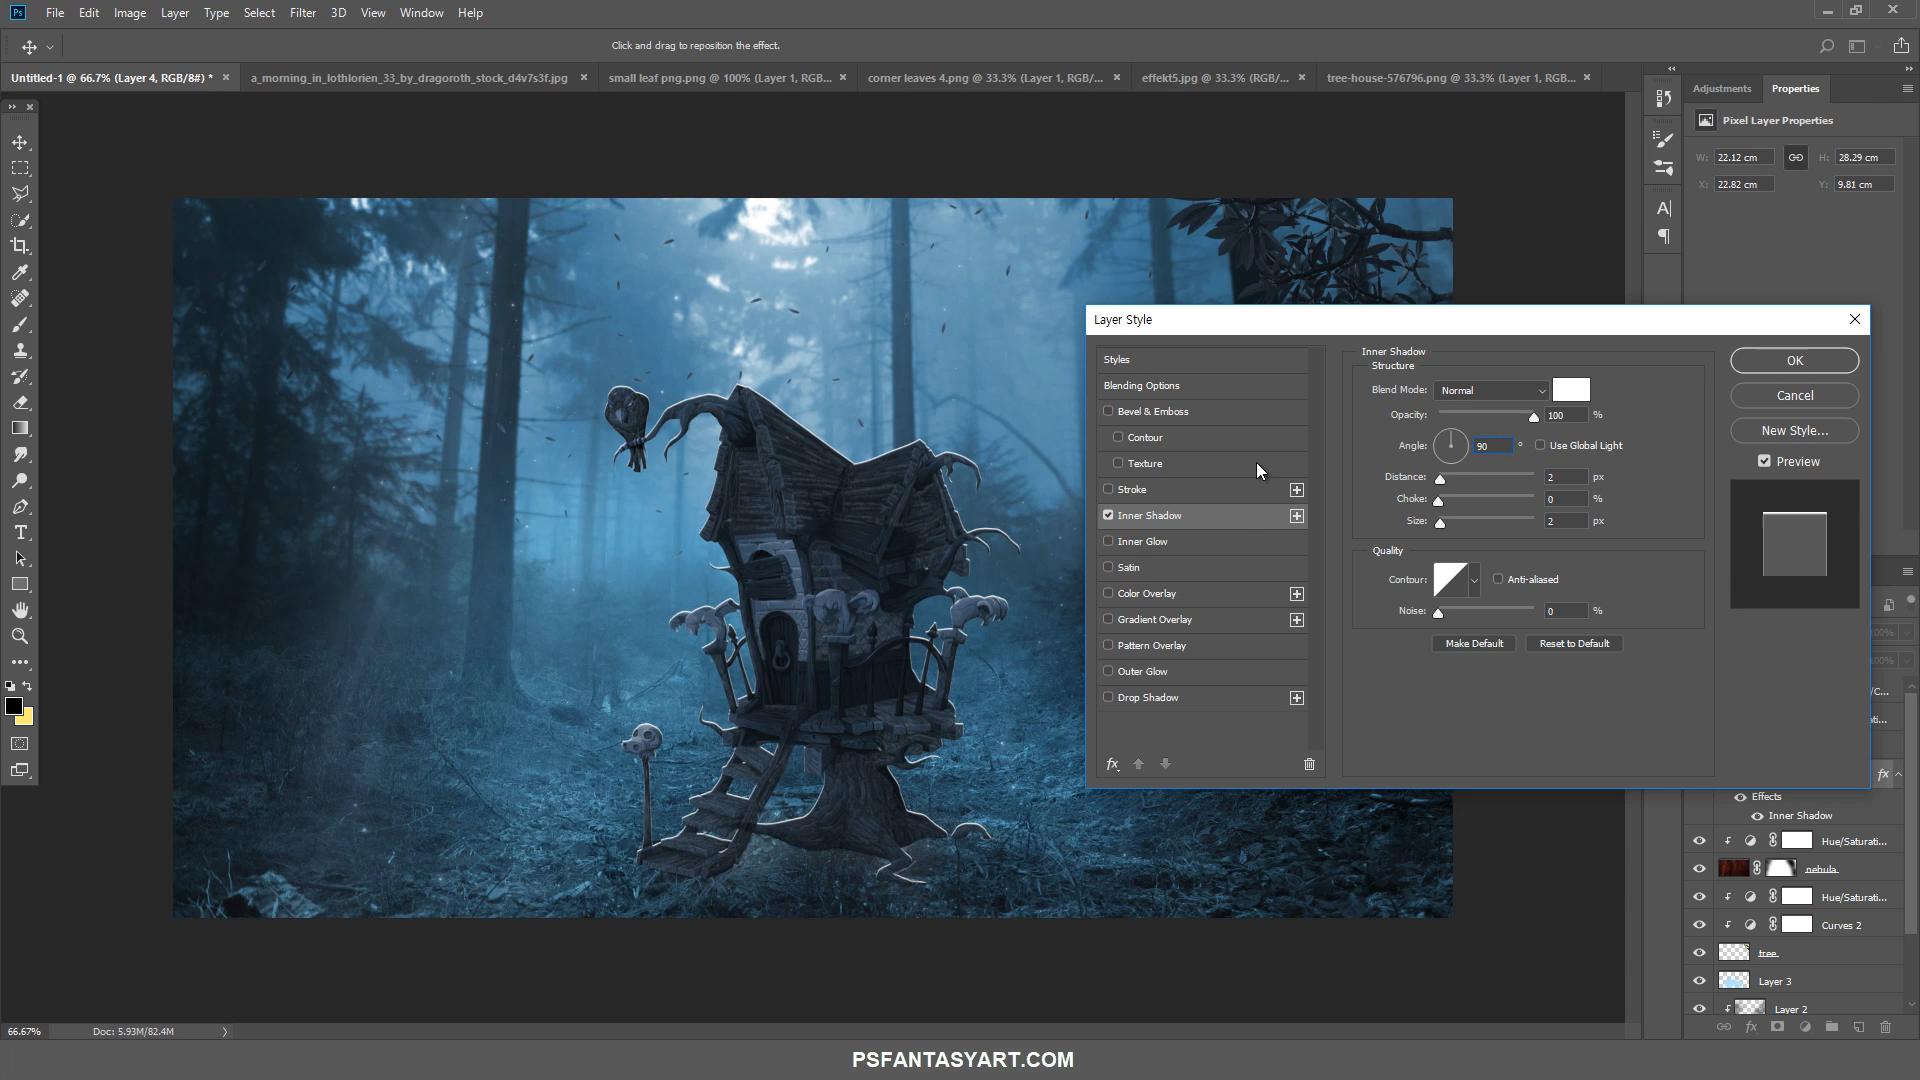 Ps File Edit Image Layer Type Select Filter 3D View Window Help
Click and drag to reposition the effect.
Untitled-1 @ 66.7% (Layer 4, RGB/8#) * a_morning_in_lothlorien_33_by_dragoroth_stock_d4v7s3f.jpg small leaf png.png @ 100% (Layer 1, RGB... corner leaves 4.png @ 33.3% (Layer 1, RGB/... effekt5.jpg @ 33.3% (RGB/... tree-house-576796.png @ 33.3% (Layer 1, RGB...
Adjustments Properties
Pixel Layer Properties
W: 22.12 cm H: 28.29 cm
X: 22.82 cm Y: 9.81 cm
Layer Style
Styles
Blending Options
Bevel & Emboss
Contour
Texture
Stroke
Inner Shadow
Inner Glow
Satin
Color Overlay
Gradient Overlay
Pattern Overlay
Outer Glow
Drop Shadow
fx
Inner Shadow
Structure
Blend Mode: Normal
Opacity: 100 %
Angle: 90 ° Use Global Light
Distance: 2 px
Choke: 0 %
Size: 2 px
Quality
Contour: Anti-aliased
Noise: 0 %
Make Default Reset to Default
OK
Cancel
New Style...
Preview
fx
Effects
Inner Shadow
Hue/Saturati...
nebula
Hue/Saturati...
Curves 2
tree
Layer 3
Layer 2
fx
66.67% Doc: 5.93M/82.4M
PSFANTASYART.COM